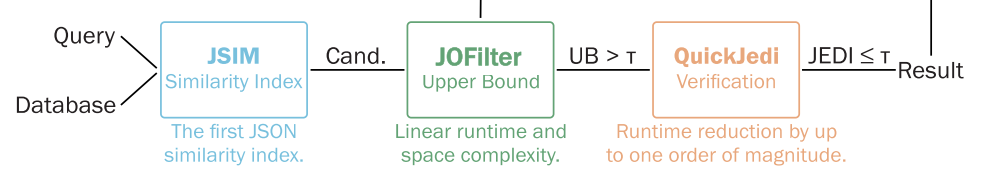 Query
Database
JSIM
Similarity Index
The first JSON
similarity index.
Cand.
JOFilter
Upper Bound
Linear runtime and
space complexity.
UB > τ
QuickJedi
Verification
Runtime reduction by up
to one order of magnitude.
JEDI ≤ τ
Result